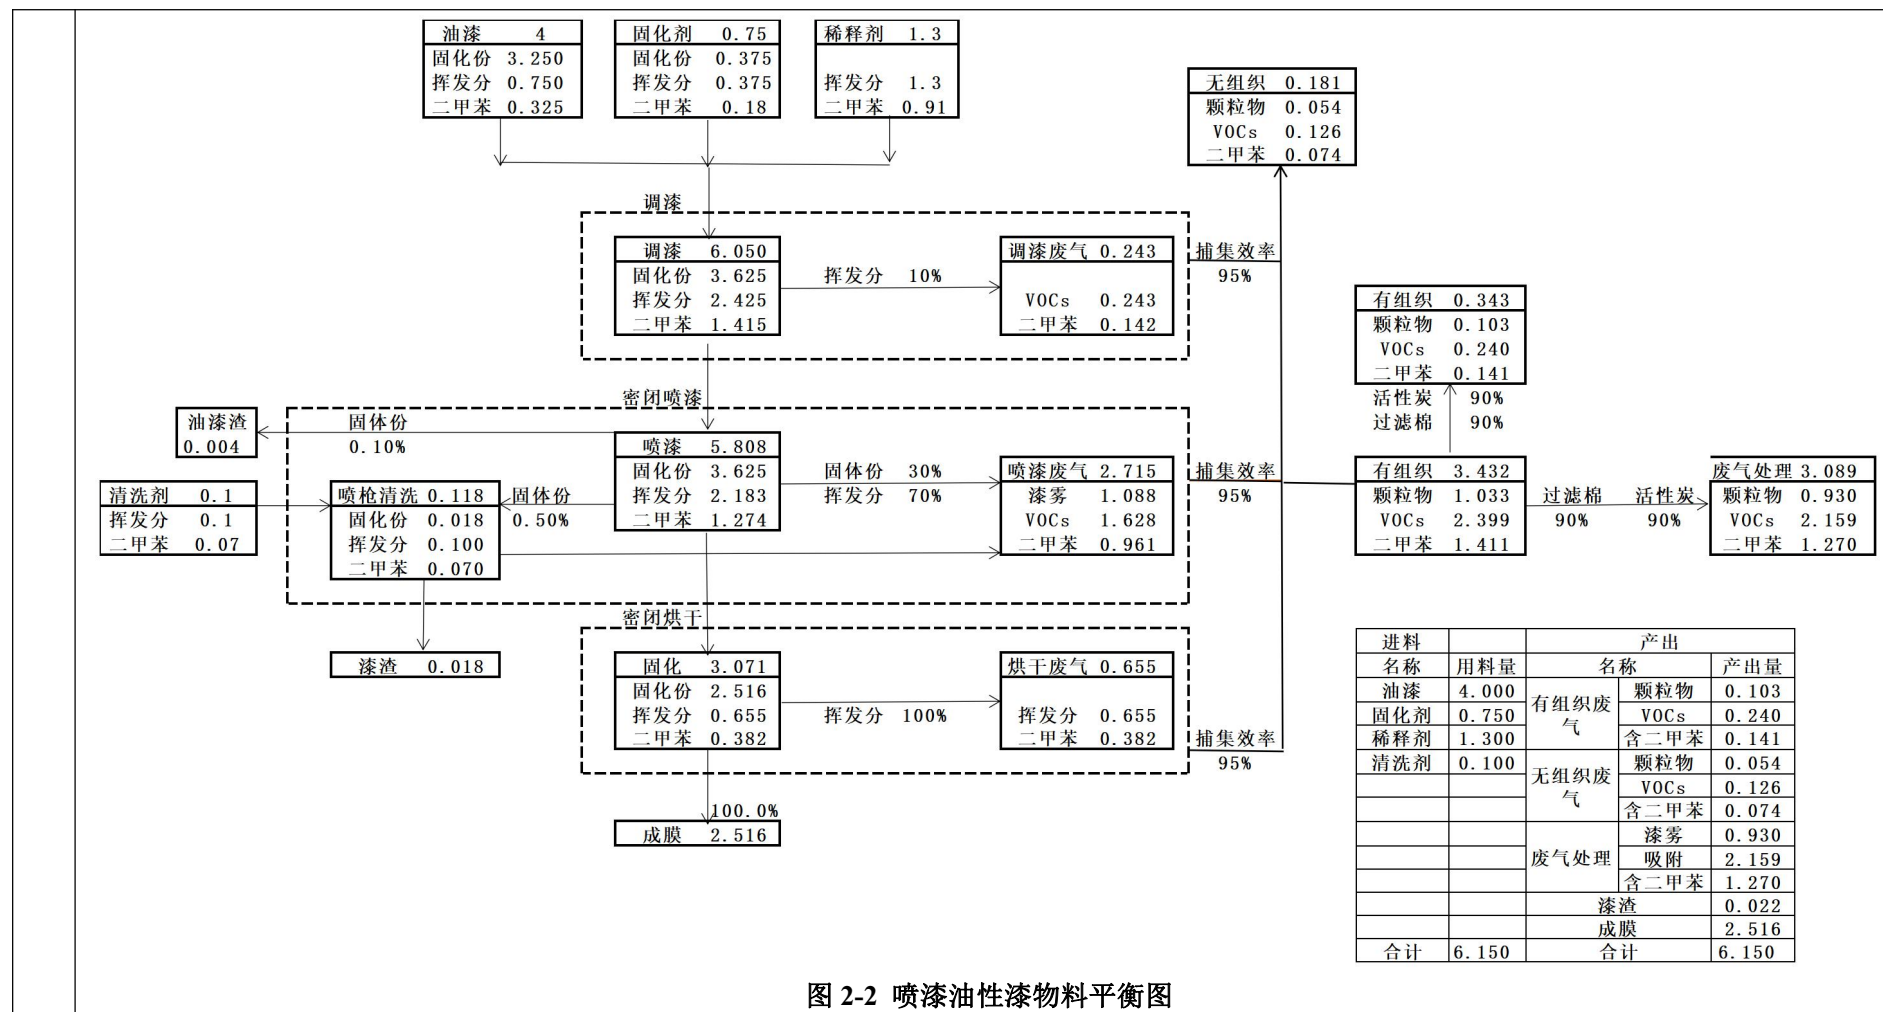 油漆 4
固化份 3.250
挥发分 0.750
二甲苯 0.325
固化剂 0.75
固化份 0.375
挥发分 0.375
二甲苯 0.18
稀释剂 1.3
挥发分 1.3
二甲苯 0.91
无组织 0.181
颗粒物 0.054
VOCs 0.126
二甲苯 0.074
调漆
调漆 6.050
固化份 3.625
挥发分 2.425
二甲苯 1.415
挥发分 10%
调漆废气 0.243
VOCs 0.243
二甲苯 0.142
捕集效率
95%
有组织 0.343
颗粒物 0.103
VOCs 0.240
二甲苯 0.141
活性炭 90%
过滤棉 90%
密闭喷漆
油漆渣
0.004
固体份
0.10%
喷漆 5.808
固化份 3.625
挥发分 2.183
二甲苯 1.274
固体份 30%
挥发分 70%
喷漆废气 2.715
漆雾 1.088
VOCs 1.628
二甲苯 0.961
捕集效率
95%
有组织 3.432
颗粒物 1.033
VOCs 2.399
二甲苯 1.411
过滤棉 活性炭
90% 90%
废气处理 3.089
颗粒物 0.930
VOCs 2.159
二甲苯 1.270
清洗剂 0.1
挥发分 0.1
二甲苯 0.07
喷枪清洗 0.118
固化份 0.018
挥发分 0.100
二甲苯 0.070
固体份
0.50%
漆渣 0.018
密闭烘干
固化 3.071
固化份 2.516
挥发分 0.655
二甲苯 0.382
挥发分 100%
烘干废气 0.655
挥发分 0.655
二甲苯 0.382
捕集效率
95%
100.0%
成膜 2.516
进料 产出
名称 用料量 名称 产出量
油漆 4.000 有组织废气 颗粒物 0.103
固化剂 0.750 VOCs 0.240
稀释剂 1.300 含二甲苯 0.141
清洗剂 0.100 无组织废气 颗粒物 0.054
VOCs 0.126
含二甲苯 0.074
废气处理 漆雾 0.930
吸附 2.159
含二甲苯 1.270
漆渣 0.022
成膜 2.516
合计 6.150 合计 6.150
图 2-2 喷漆油性漆物料平衡图